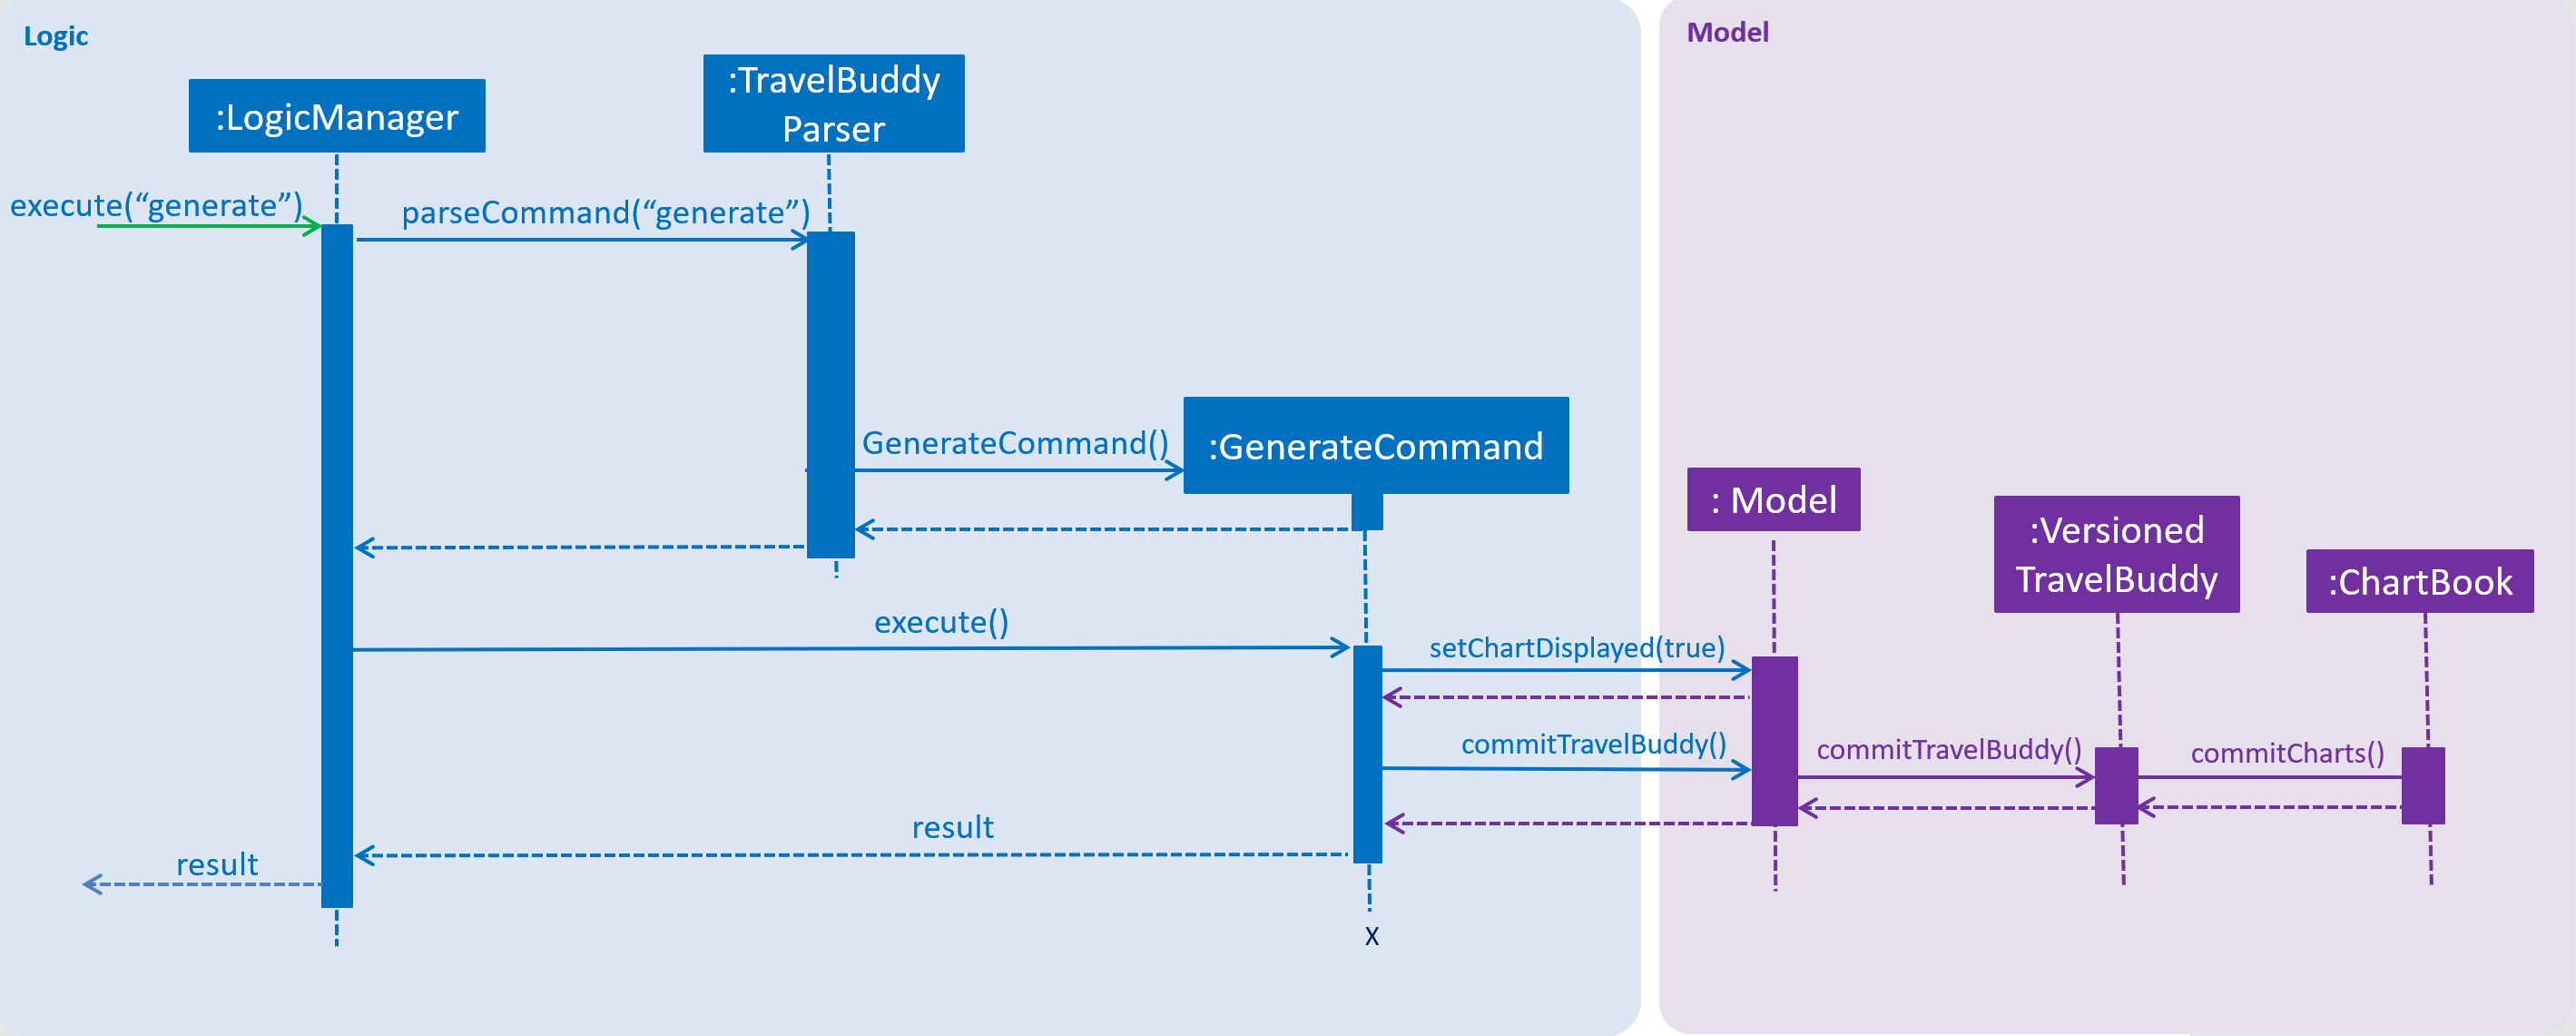 Logic
Model
:LogicManager
:TravelBuddy
Parser
execute(“generate”)
parseCommand(“generate”)
GenerateCommand()
:GenerateCommand
: Model
:Versioned
TravelBuddy
:ChartBook
execute()
setChartDisplayed(true)
commitTravelBuddy()
commitTravelBuddy()
commitCharts()
result
result
X